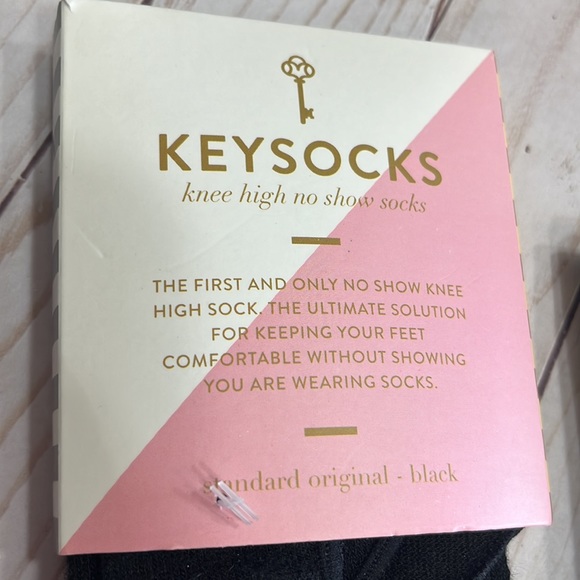 KEYSOCKS
knee high no show socks
THE FIRST AND ONLY NO SHOW KNEE
HIGH SOCK. THE ULTIMATE SOLUTION
FOR KEEPING YOUR FEET
COMFORTABLE WITHOUT SHOWING
YOU ARE WEARING SOCKS.
standard original - black